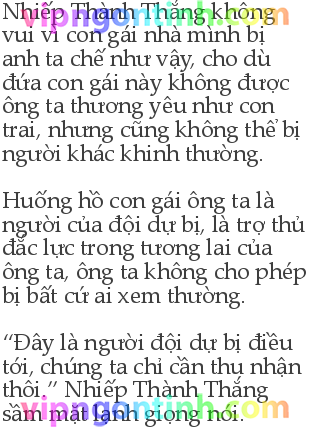 Nhiếp Thành Thắng không
vui vì con gái nhà mình bị
anh ta chế như vậy, cho dù
đứa con gái này không được
ông ta thương yêu như con
trai, nhưng cũng không thể bị
người khác khinh thường.
Huống hồ con gái ông ta là
người của đội dự bị, là trợ thủ
đắc lực trong tương lai của
ông ta, ông ta không cho phép
bị bất cứ ai xem thường.
“Đây là người đội dự bị điều
tới, chúng ta chỉ cần thu nhận
thôi.” Nhiếp Thành Thắng
sầm mặt lạnh giọng nói.
vipngontinh.com
vipngontinh.com